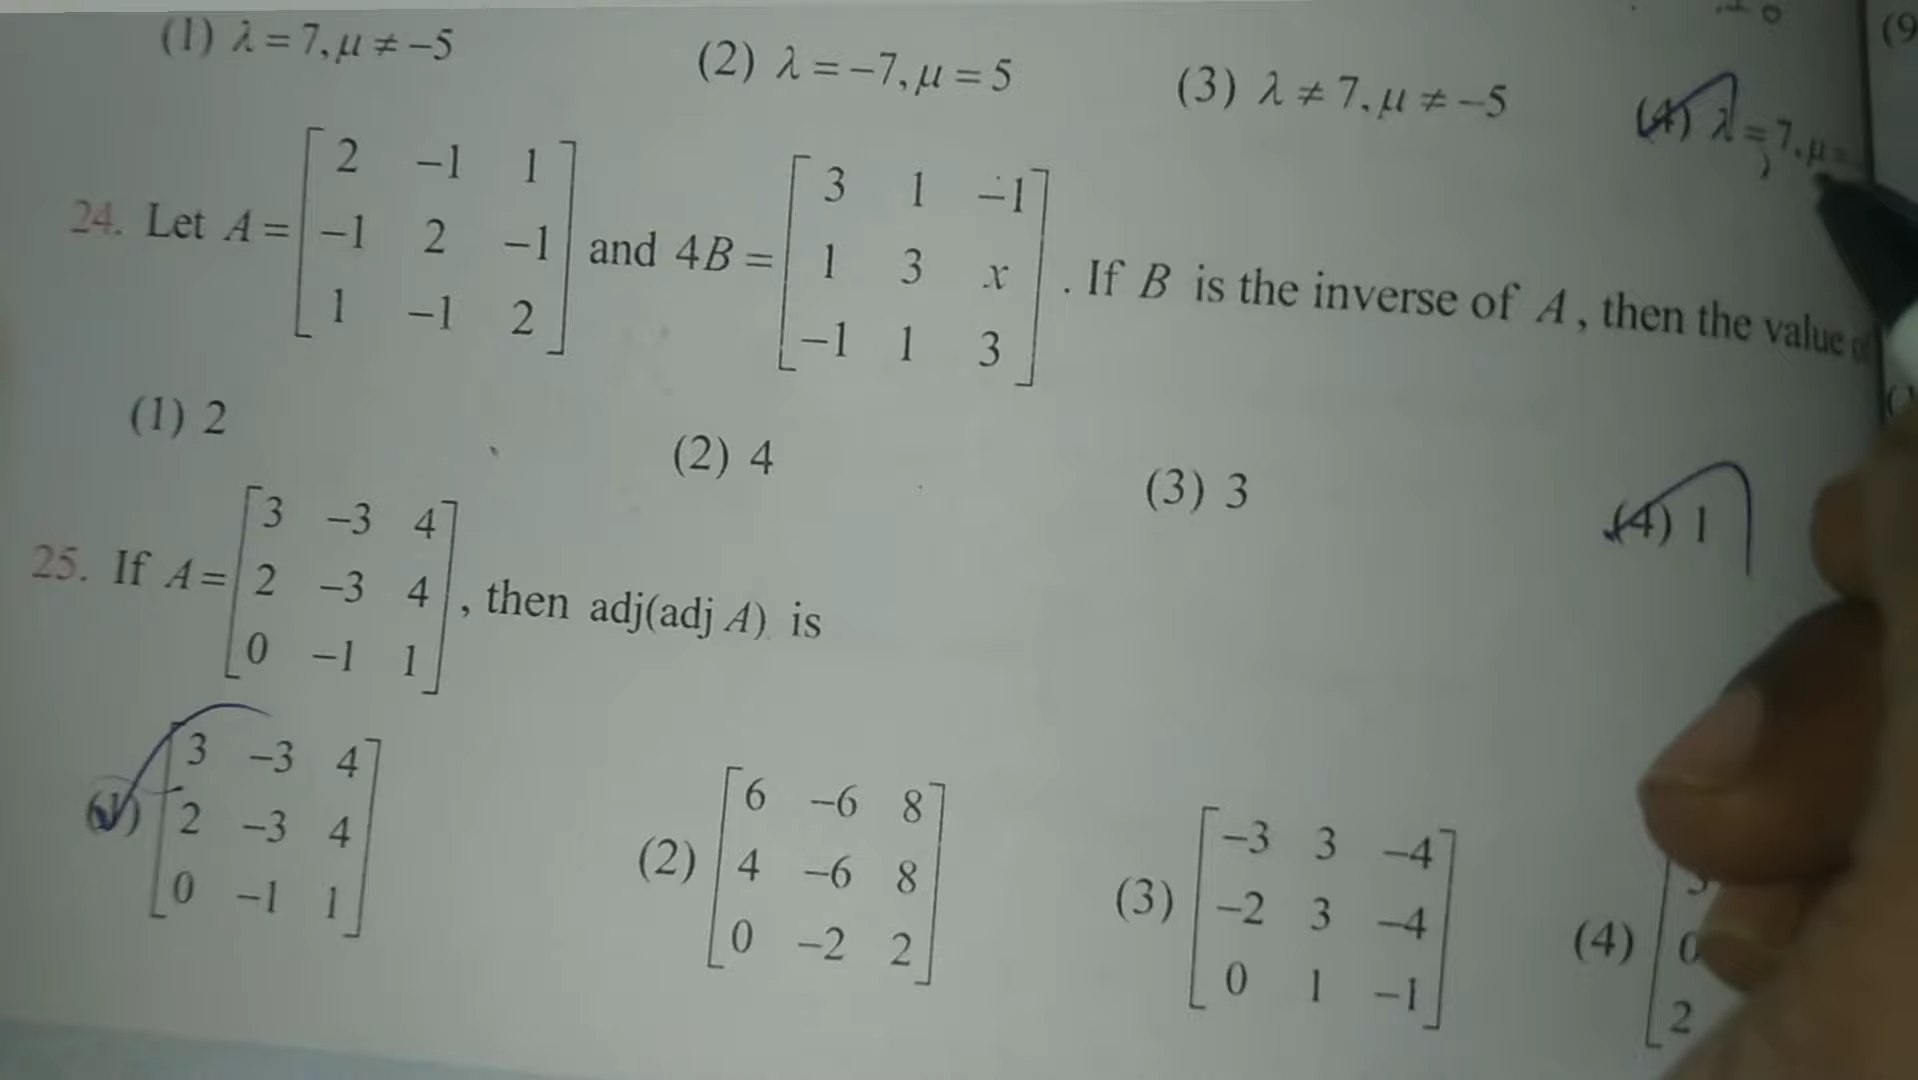 (1) λ = 7, μ ≠ −5 (2) λ = −7, μ = 5 (3) λ ≠ 7, μ ≠ −5 (4) λ = 7, μ =
24. Let A = [2 −1 1; −1 2 −1; 1 −1 2] and 4B = [3 1 −1; 1 3 x; −1 1 3]. If B is the inverse of A, then the value
(1) 2 (2) 4 (3) 3 (4) 1
25. If A = [3 −3 4; 2 −3 4; 0 −1 1], then adj(adj A) is
(1) [3 −3 4; 2 −3 4; 0 −1 1] (2) [6 −6 8; 4 −6 8; 0 −2 2] (3) [−3 3 −4; −2 3 −4; 0 1 −1] (4) [0 2